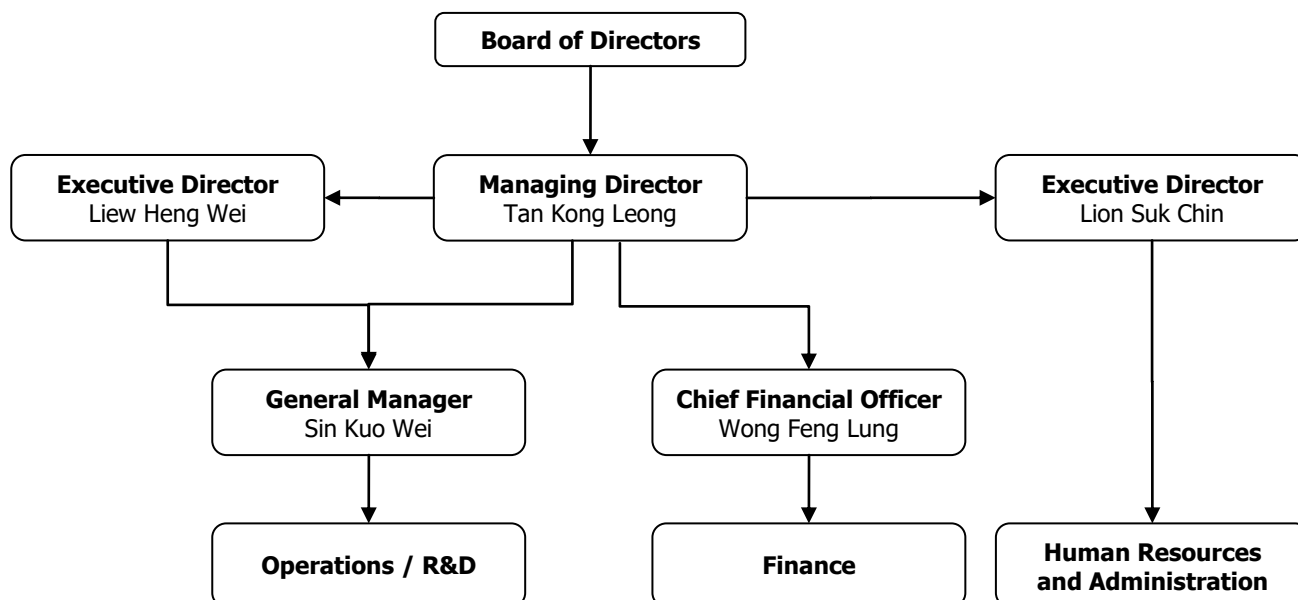 Board of Directors
Executive Director
Liew Heng Wei
Managing Director
Tan Kong Leong
Executive Director
Lion Suk Chin
General Manager
Sin Kuo Wei
Chief Financial Officer
Wong Feng Lung
Operations / R&D
Finance
Human Resources
and Administration